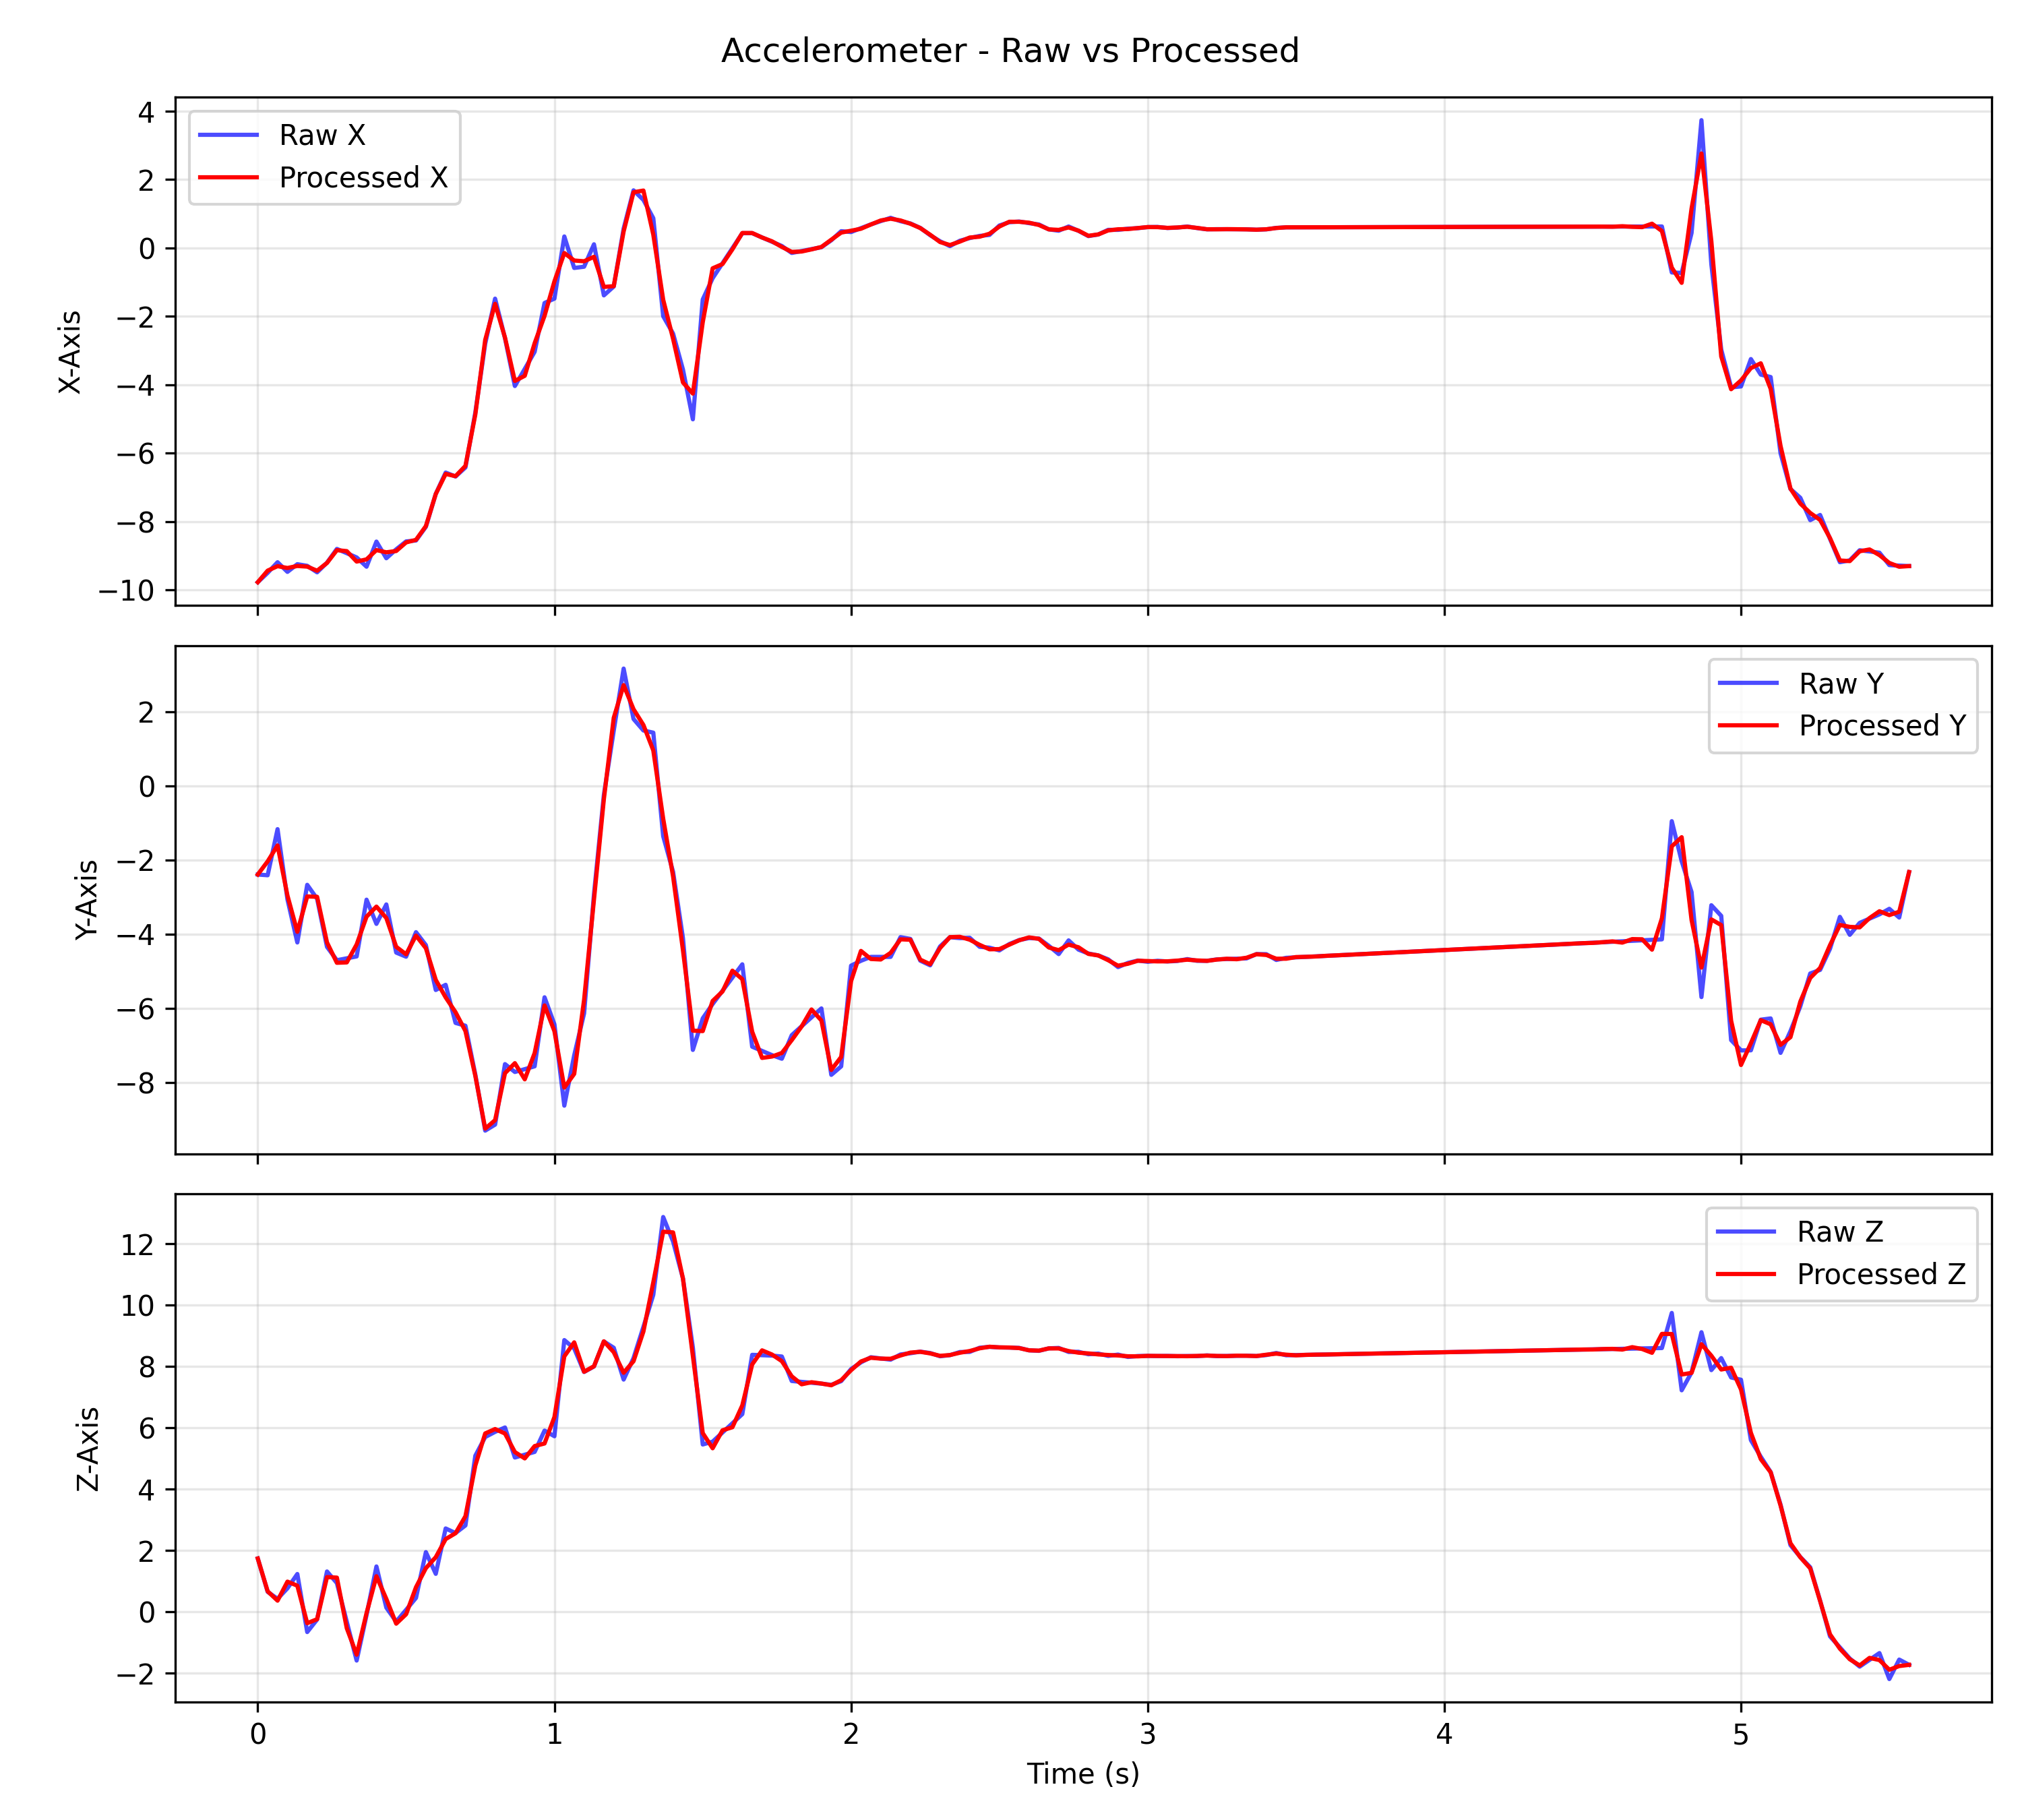 Accelerometer - Raw vs Processed
4
2
0
−2
−4
−6
−8
−10
X-Axis
Raw X
Processed X
2
0
−2
−4
−6
−8
Y-Axis
Raw Y
Processed Y
12
10
8
6
4
2
0
−2
Z-Axis
Raw Z
Processed Z
0 1 2 3 4 5
Time (s)